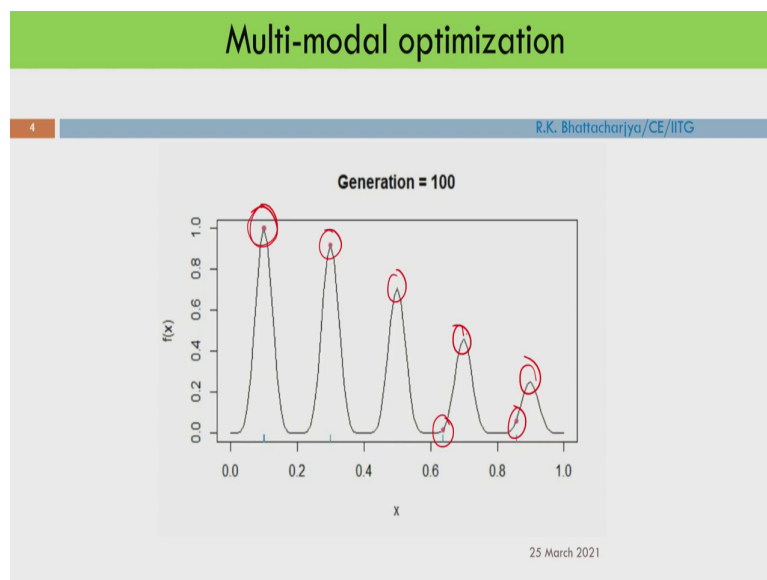 Multi-modal optimization
4
R.K. Bhattacharjya/CE/IITG
Generation = 100
1.0
0.8
0.6
0.4
0.2
0.0
f(x)
0.0 0.2 0.4 0.6 0.8 1.0
x
25 March 2021